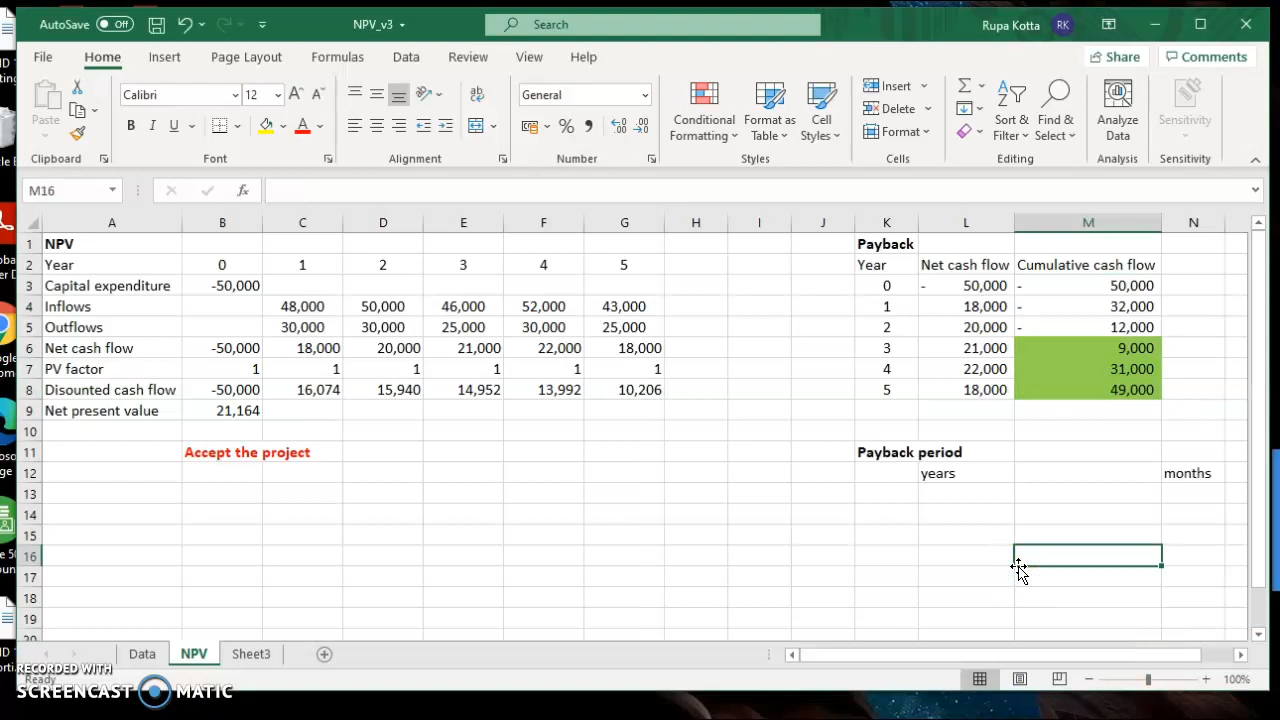 AutoSave Off NPV_v3 Search Rupa Kotta RK
File Home Insert Page Layout Formulas Data Review View Help Share Comments
Paste Calibri 12 A A ab General Conditional Formatting Format as Table Cell Styles Insert Delete Format Sort & Filter Find & Select Analyze Data Sensitivity
B I U A % 9
Clipboard Font Alignment Number Styles Cells Editing Analysis Sensitivity
M16 fx
A B C D E F G H I J K L M N
1 NPV Payback
2 Year 0 1 2 3 4 5 Year Net cash flow Cumulative cash flow
3 Capital expenditure -50,000 0 - 50,000 - 50,000
4 Inflows 48,000 50,000 46,000 52,000 43,000 1 18,000 - 32,000
5 Outflows 30,000 30,000 25,000 30,000 25,000 2 20,000 - 12,000
6 Net cash flow -50,000 18,000 20,000 21,000 22,000 18,000 3 21,000 9,000
7 PV factor 1 1 1 1 1 1 4 22,000 31,000
8 Disounted cash flow -50,000 16,074 15,940 14,952 13,992 10,206 5 18,000 49,000
9 Net present value 21,164
10
11 Accept the project Payback period
12 years months
13
14
15
16
17
18
19
Data NPV Sheet3
RECORDED WITH
Ready 100%
SCREENCAST MATIC